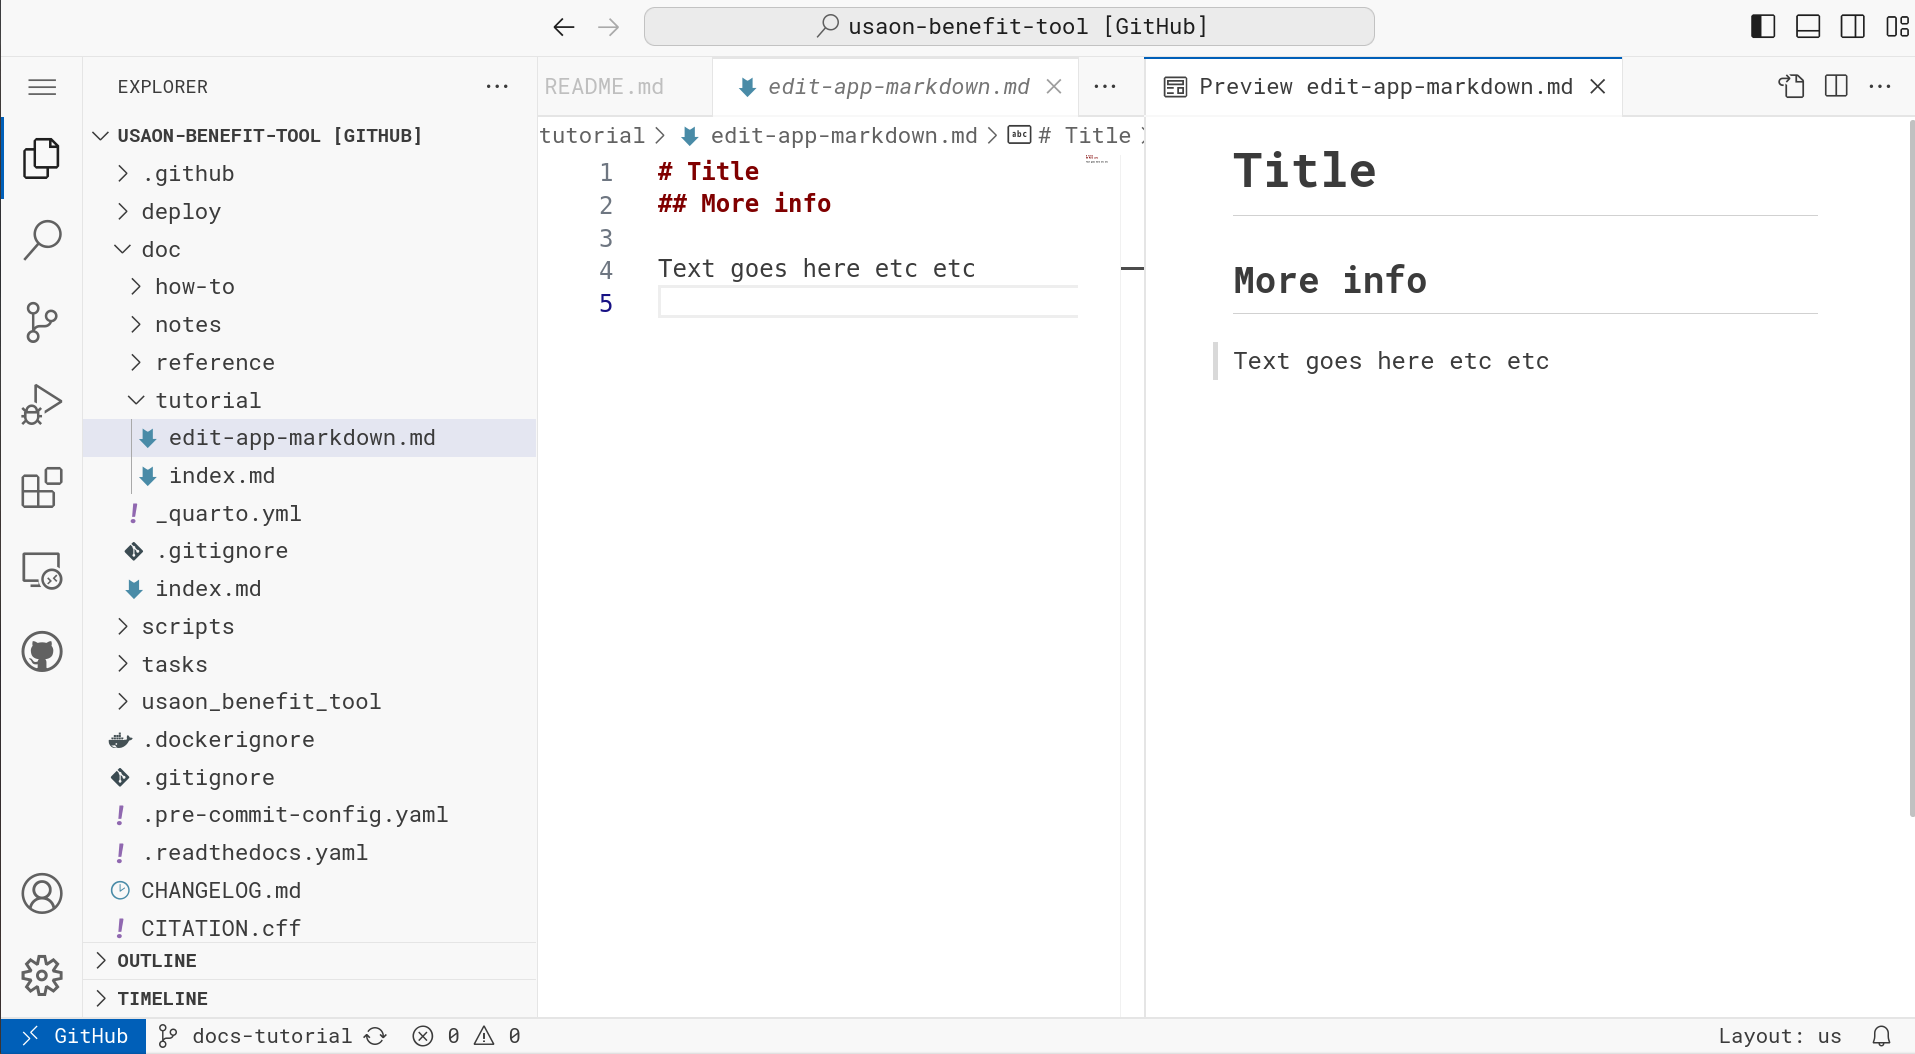 usaon-benefit-tool [GitHub]
EXPLORER
USAON-BENEFIT-TOOL [GITHUB]
.github
deploy
doc
how-to
notes
reference
tutorial
edit-app-markdown.md
index.md
_quarto.yml
.gitignore
index.md
scripts
tasks
usaon_benefit_tool
.dockerignore
.gitignore
.pre-commit-config.yaml
.readthedocs.yaml
CHANGELOG.md
CITATION.cff
OUTLINE
TIMELINE
README.md
edit-app-markdown.md
tutorial > edit-app-markdown.md > abc # Title
1 # Title
2 ## More info
3
4 Text goes here etc etc
5
Preview edit-app-markdown.md
Title
More info
Text goes here etc etc
GitHub docs-tutorial 0 0 Layout: us